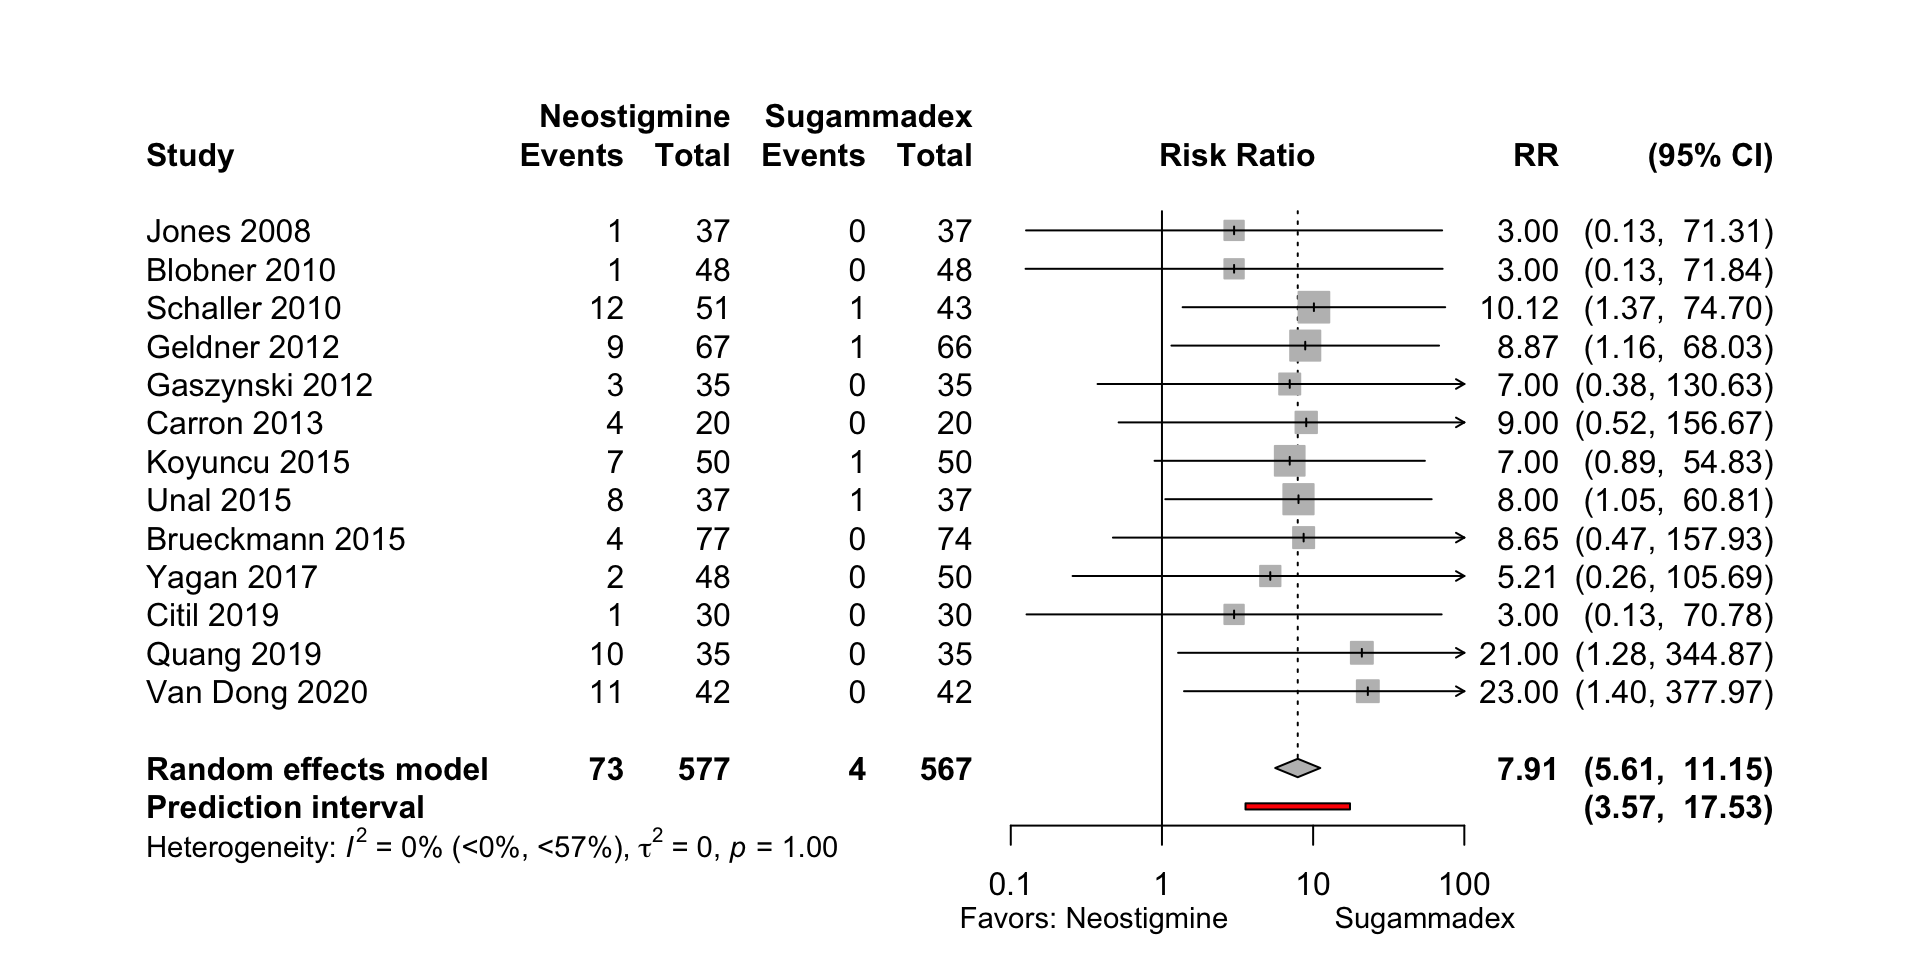 Neostigmine Sugammadex
Study Events Total Events Total Risk Ratio RR (95% CI)
Jones 2008 1 37 0 37 3.00 (0.13, 71.31)
Blobner 2010 1 48 0 48 3.00 (0.13, 71.84)
Schaller 2010 12 51 1 43 10.12 (1.37, 74.70)
Geldner 2012 9 67 1 66 8.87 (1.16, 68.03)
Gaszynski 2012 3 35 0 35 7.00 (0.38, 130.63)
Carron 2013 4 20 0 20 9.00 (0.52, 156.67)
Koyuncu 2015 7 50 1 50 7.00 (0.89, 54.83)
Unal 2015 8 37 1 37 8.00 (1.05, 60.81)
Brueckmann 2015 4 77 0 74 8.65 (0.47, 157.93)
Yagan 2017 2 48 0 50 5.21 (0.26, 105.69)
Citil 2019 1 30 0 30 3.00 (0.13, 70.78)
Quang 2019 10 35 0 35 21.00 (1.28, 344.87)
Van Dong 2020 11 42 0 42 23.00 (1.40, 377.97)
Random effects model 73 577 4 567 7.91 (5.61, 11.15)
Prediction interval (3.57, 17.53)
Heterogeneity: I² = 0% (<0%, <57%), τ² = 0, p = 1.00
0.1 1 10 100
Favors: Neostigmine Sugammadex